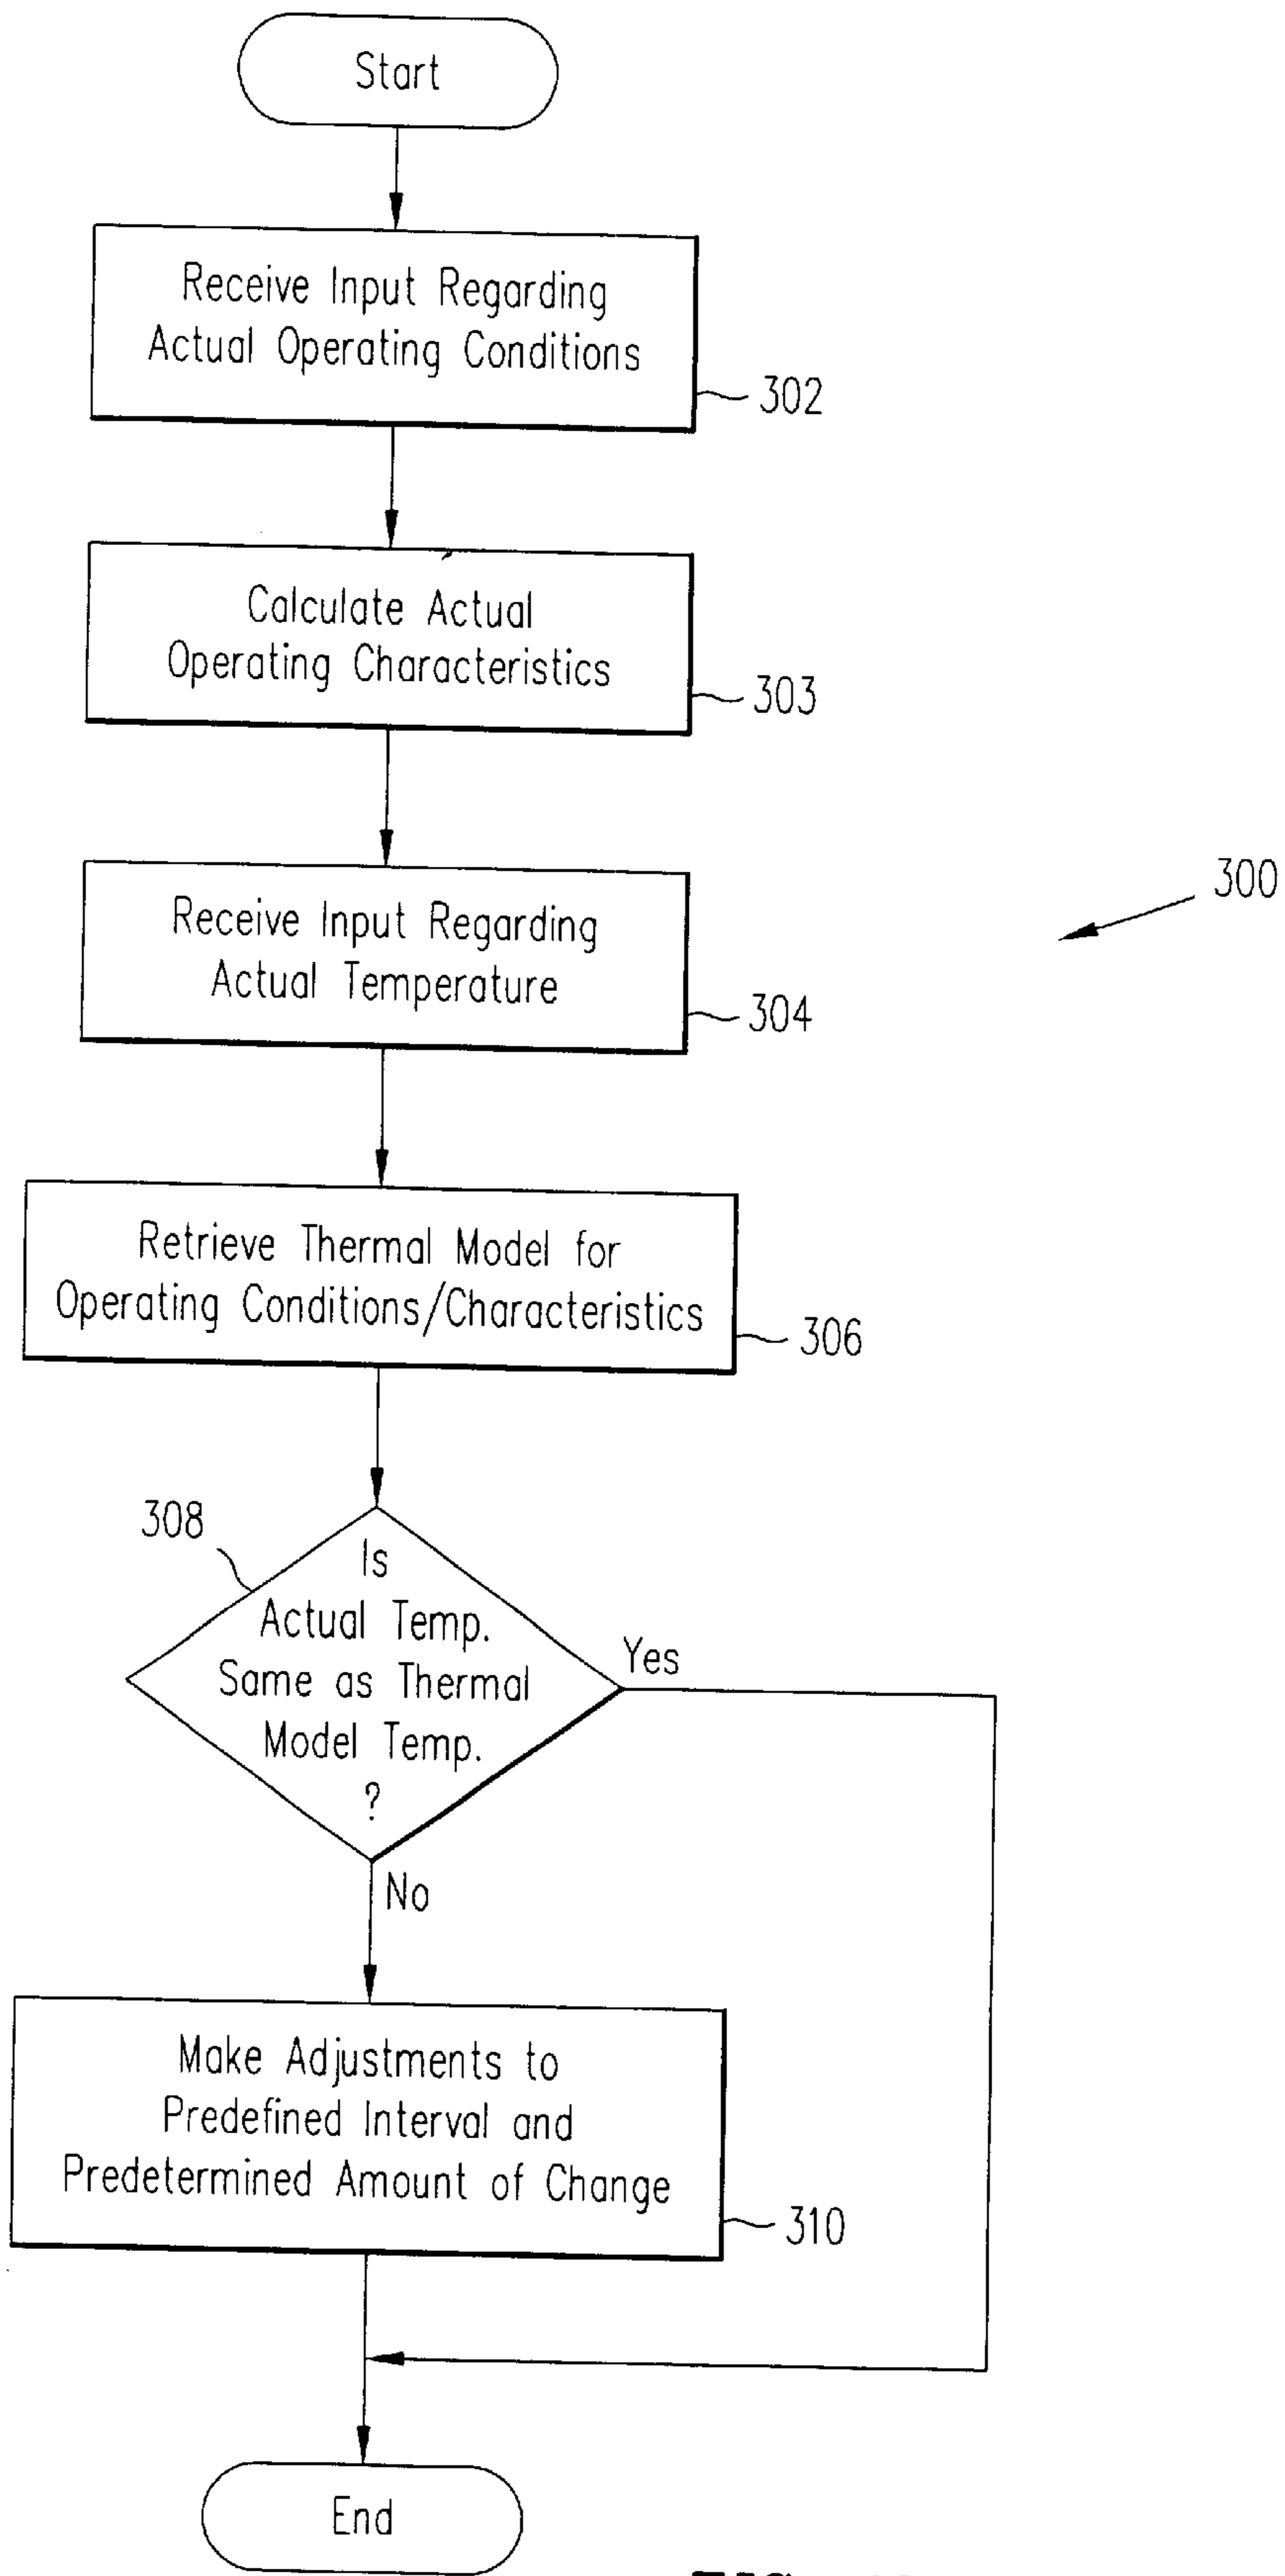 Start
Receive Input Regarding
Actual Operating Conditions
302
Calculate Actual
Operating Characteristics
303
300
Receive Input Regarding
Actual Temperature
304
Retrieve Thermal Model for
Operating Conditions/Characteristics
306
308
Is
Actual Temp.
Same as Thermal
Model Temp.
?
Yes
No
Make Adjustments to
Predefined Interval and
Predetermined Amount of Change
310
End